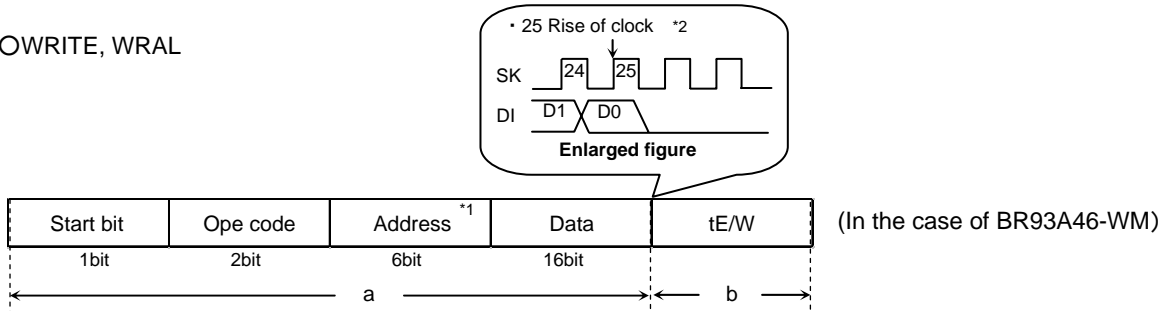 ・25 Rise of clock *2
○WRITE, WRAL
SK 24 25
DI D1 D0
Enlarged figure
Start bit Ope code Address *1 Data tE/W (In the case of BR93A46-WM)
1bit 2bit 6bit 16bit
a b